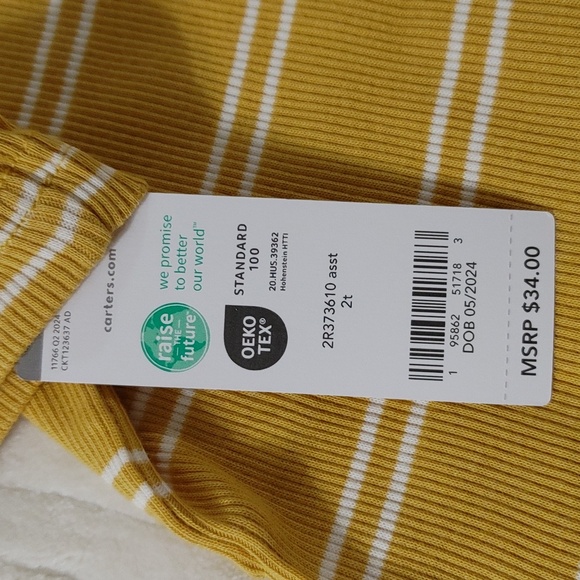 11766 Q2 2024
CKT123637 AD
carters.com
raise
THE
future™
we promise
to better
our world™
OEKO
TEX®
STANDARD
100
20.HUS.39362
Hohenstein HTTI
2R373610 asst
2t
1 95862 51718 3
DOB 05/2024
MSRP $34.00